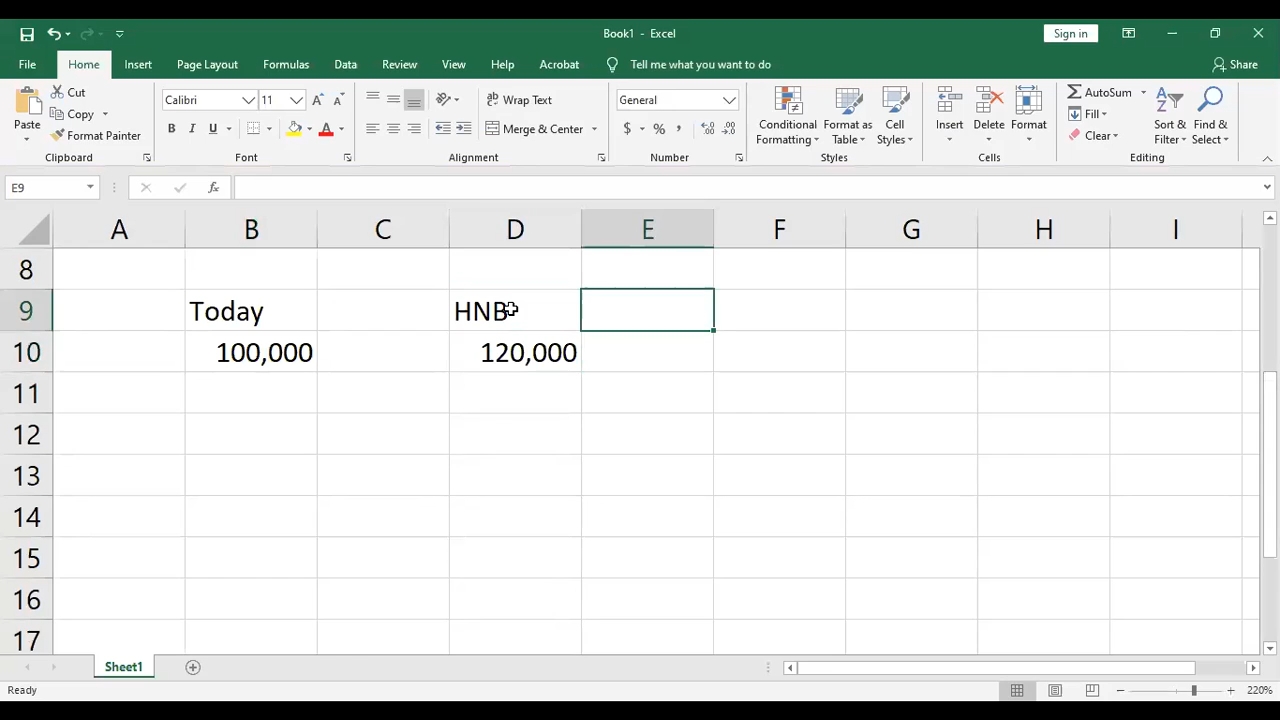 Book1 - Excel
Sign in
File Home Insert Page Layout Formulas Data Review View Help Acrobat Tell me what you want to do Share
Paste
Cut
Copy
Format Painter
Clipboard
Calibri 11
B I U
A A
Font
Wrap Text
Merge & Center
Alignment
General
$ % ,
Number
Conditional Formatting
Format as Table
Cell Styles
Styles
Insert Delete Format
Cells
AutoSum
Fill
Clear
Sort & Filter
Find & Select
Editing
E9 fx
A B C D E F G H I
8
9 Today HNB
10 100,000 120,000
11
12
13
14
15
16
17
Sheet1
Ready 220%